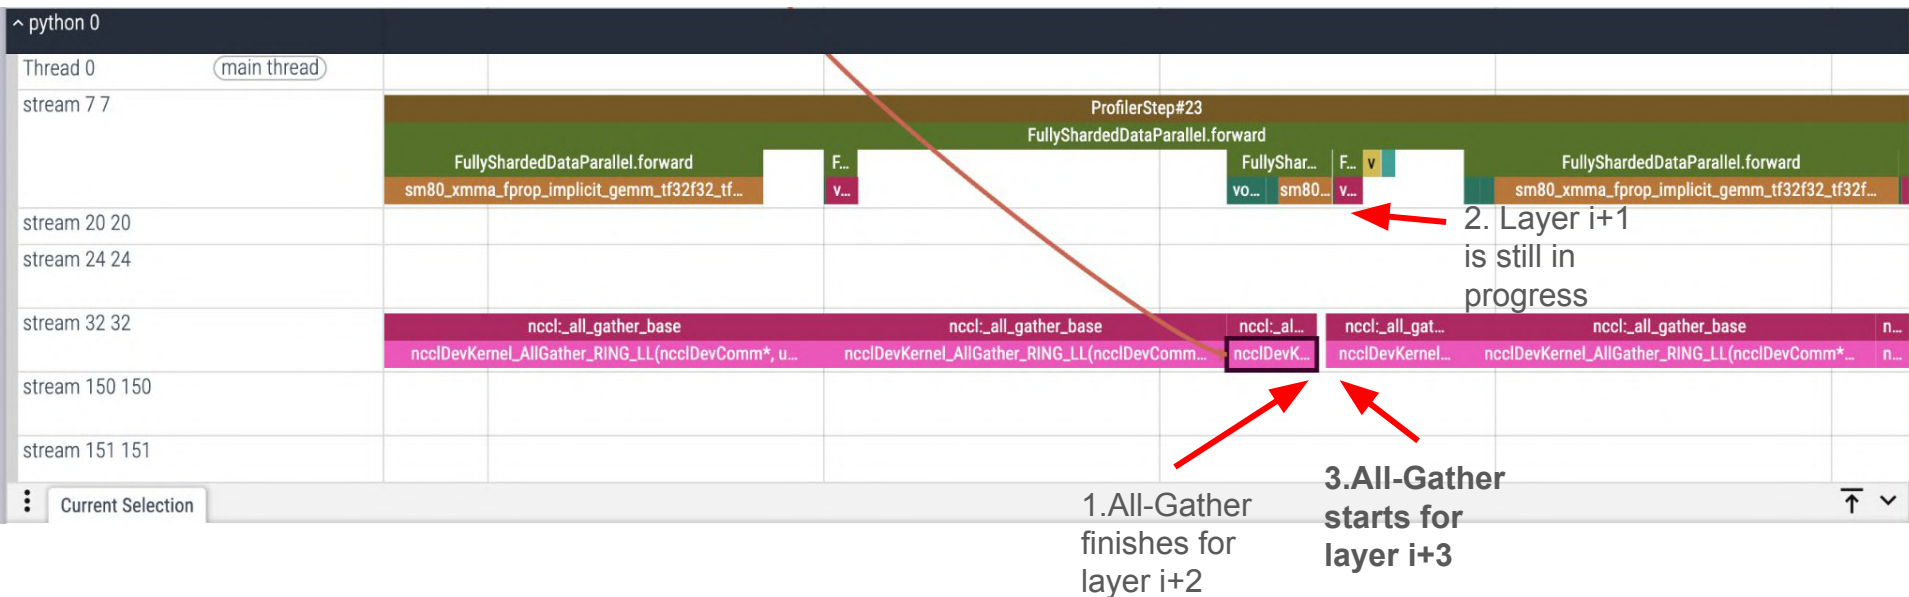 python 0
Thread 0 main thread
stream 7 7
ProfilerStep#23
FullyShardedDataParallel.forward
FullyShardedDataParallel.forward F... FullyShar... F... v FullyShardedDataParallel.forward
sm80_xmma_fprop_implicit_gemm_tf32f32_tf... v... vo... sm80... v... sm80_xmma_fprop_implicit_gemm_tf32f32_tf32f...
stream 20 20
stream 24 24
2. Layer i+1
is still in
progress
stream 32 32
nccl:_all_gather_base nccl:_all_gather_base nccl:_al... nccl:_all_gat... nccl:_all_gather_base n...
ncclDevKernel_AllGather_RING_LL(ncclDevComm*, u... ncclDevKernel_AllGather_RING_LL(ncclDevComm... ncclDevK... ncclDevKernel... ncclDevKernel_AllGather_RING_LL(ncclDevComm*... n...
stream 150 150
stream 151 151
Current Selection
1.All-Gather
finishes for
layer i+2
3.All-Gather
starts for
layer i+3